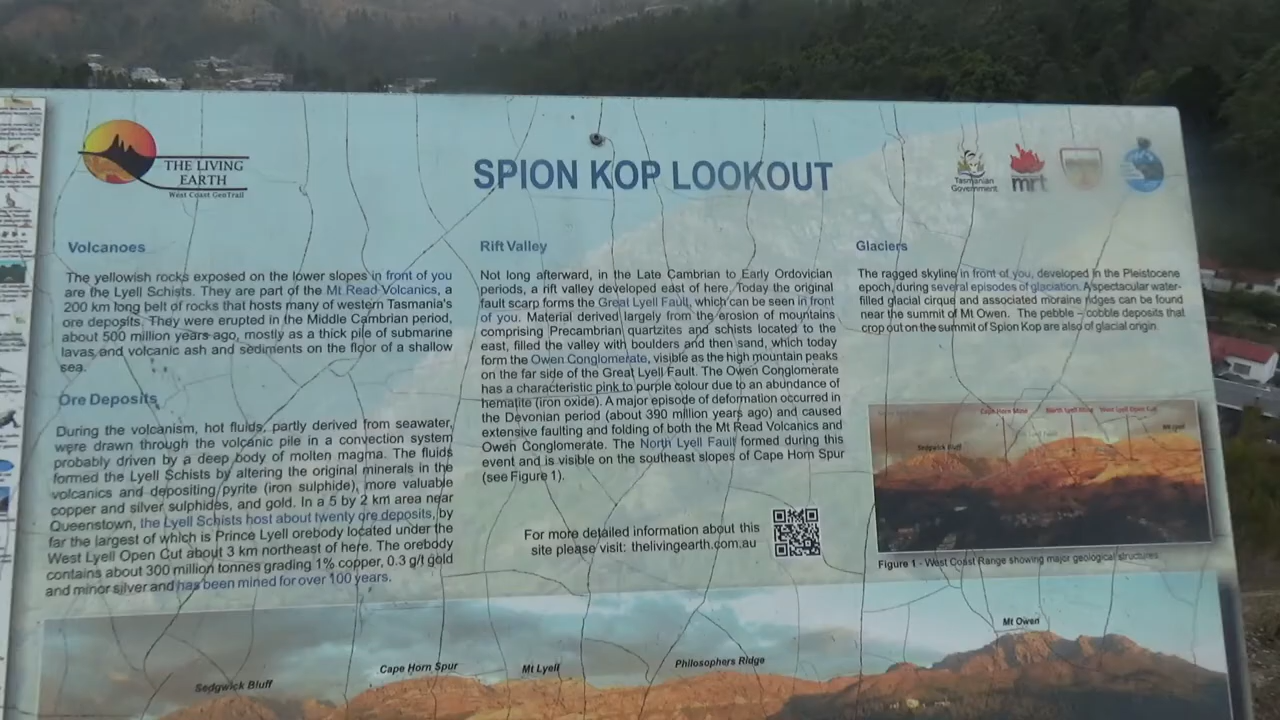 THE LIVING
EARTH
West Coast GeoTrail
SPION KOP LOOKOUT
Tasmanian
Government
mrt
Volcanoes
The yellowish rocks exposed on the lower slopes in front of you
are the Lyell Schists. They are part of the Mt Read Volcanics, a
200 km long belt of rocks that hosts many of western Tasmania's
ore deposits. They were erupted in the Middle Cambrian period,
about 500 million years ago, mostly as a thick pile of submarine
lavas and volcanic ash and sediments on the floor of a shallow
sea.
Ore Deposits
During the volcanism, hot fluids, partly derived from seawater,
were drawn through the volcanic pile in a convection system
probably driven by a deep body of molten magma. The fluids
formed the Lyell Schists by altering the original minerals in the
volcanics and depositing pyrite (iron sulphide), more valuable
copper and silver sulphides, and gold. In a 5 by 2 km area near
Queenstown, the Lyell Schists host about twenty ore deposits, by
far the largest of which is Prince Lyell orebody located under the
West Lyell Open Cut about 3 km northeast of here. The orebody
contains about 300 million tonnes grading 1% copper, 0.3 g/t gold
and minor silver and has been mined for over 100 years.
Rift Valley
Not long afterward, in the Late Cambrian to Early Ordovician
periods, a rift valley developed east of here. Today the original
fault scarp forms the Great Lyell Fault, which can be seen in front
of you. Material derived largely from the erosion of mountains
comprising Precambrian quartzites and schists located to the
east, filled the valley with boulders and then sand, which today
form the Owen Conglomerate, visible as the high mountain peaks
on the far side of the Great Lyell Fault. The Owen Conglomerate
has a characteristic pink to purple colour due to an abundance of
hematite (iron oxide). A major episode of deformation occurred in
the Devonian period (about 390 million years ago) and caused
extensive faulting and folding of both the Mt Read Volcanics and
Owen Conglomerate. The North Lyell Fault formed during this
event and is visible on the southeast slopes of Cape Horn Spur
(see Figure 1).
For more detailed information about this
site please visit: thelivingearth.com.au
Glaciers
The ragged skyline in front of you, developed in the Pleistocene
epoch, during several episodes of glaciation. A spectacular water-
filled glacial cirque and associated moraine ridges can be found
near the summit of Mt Owen. The pebble – cobble deposits that
crop out on the summit of Spion Kop are also of glacial origin.
Cape Horn Mine
West Lyell Open Cut
Mt Lyell
Sedgwick Bluff
Figure 1 - West Coast Range showing major geological structures
Sedgwick Bluff
Cape Horn Spur
Mt Lyell
Philosophers Ridge
Mt Owen